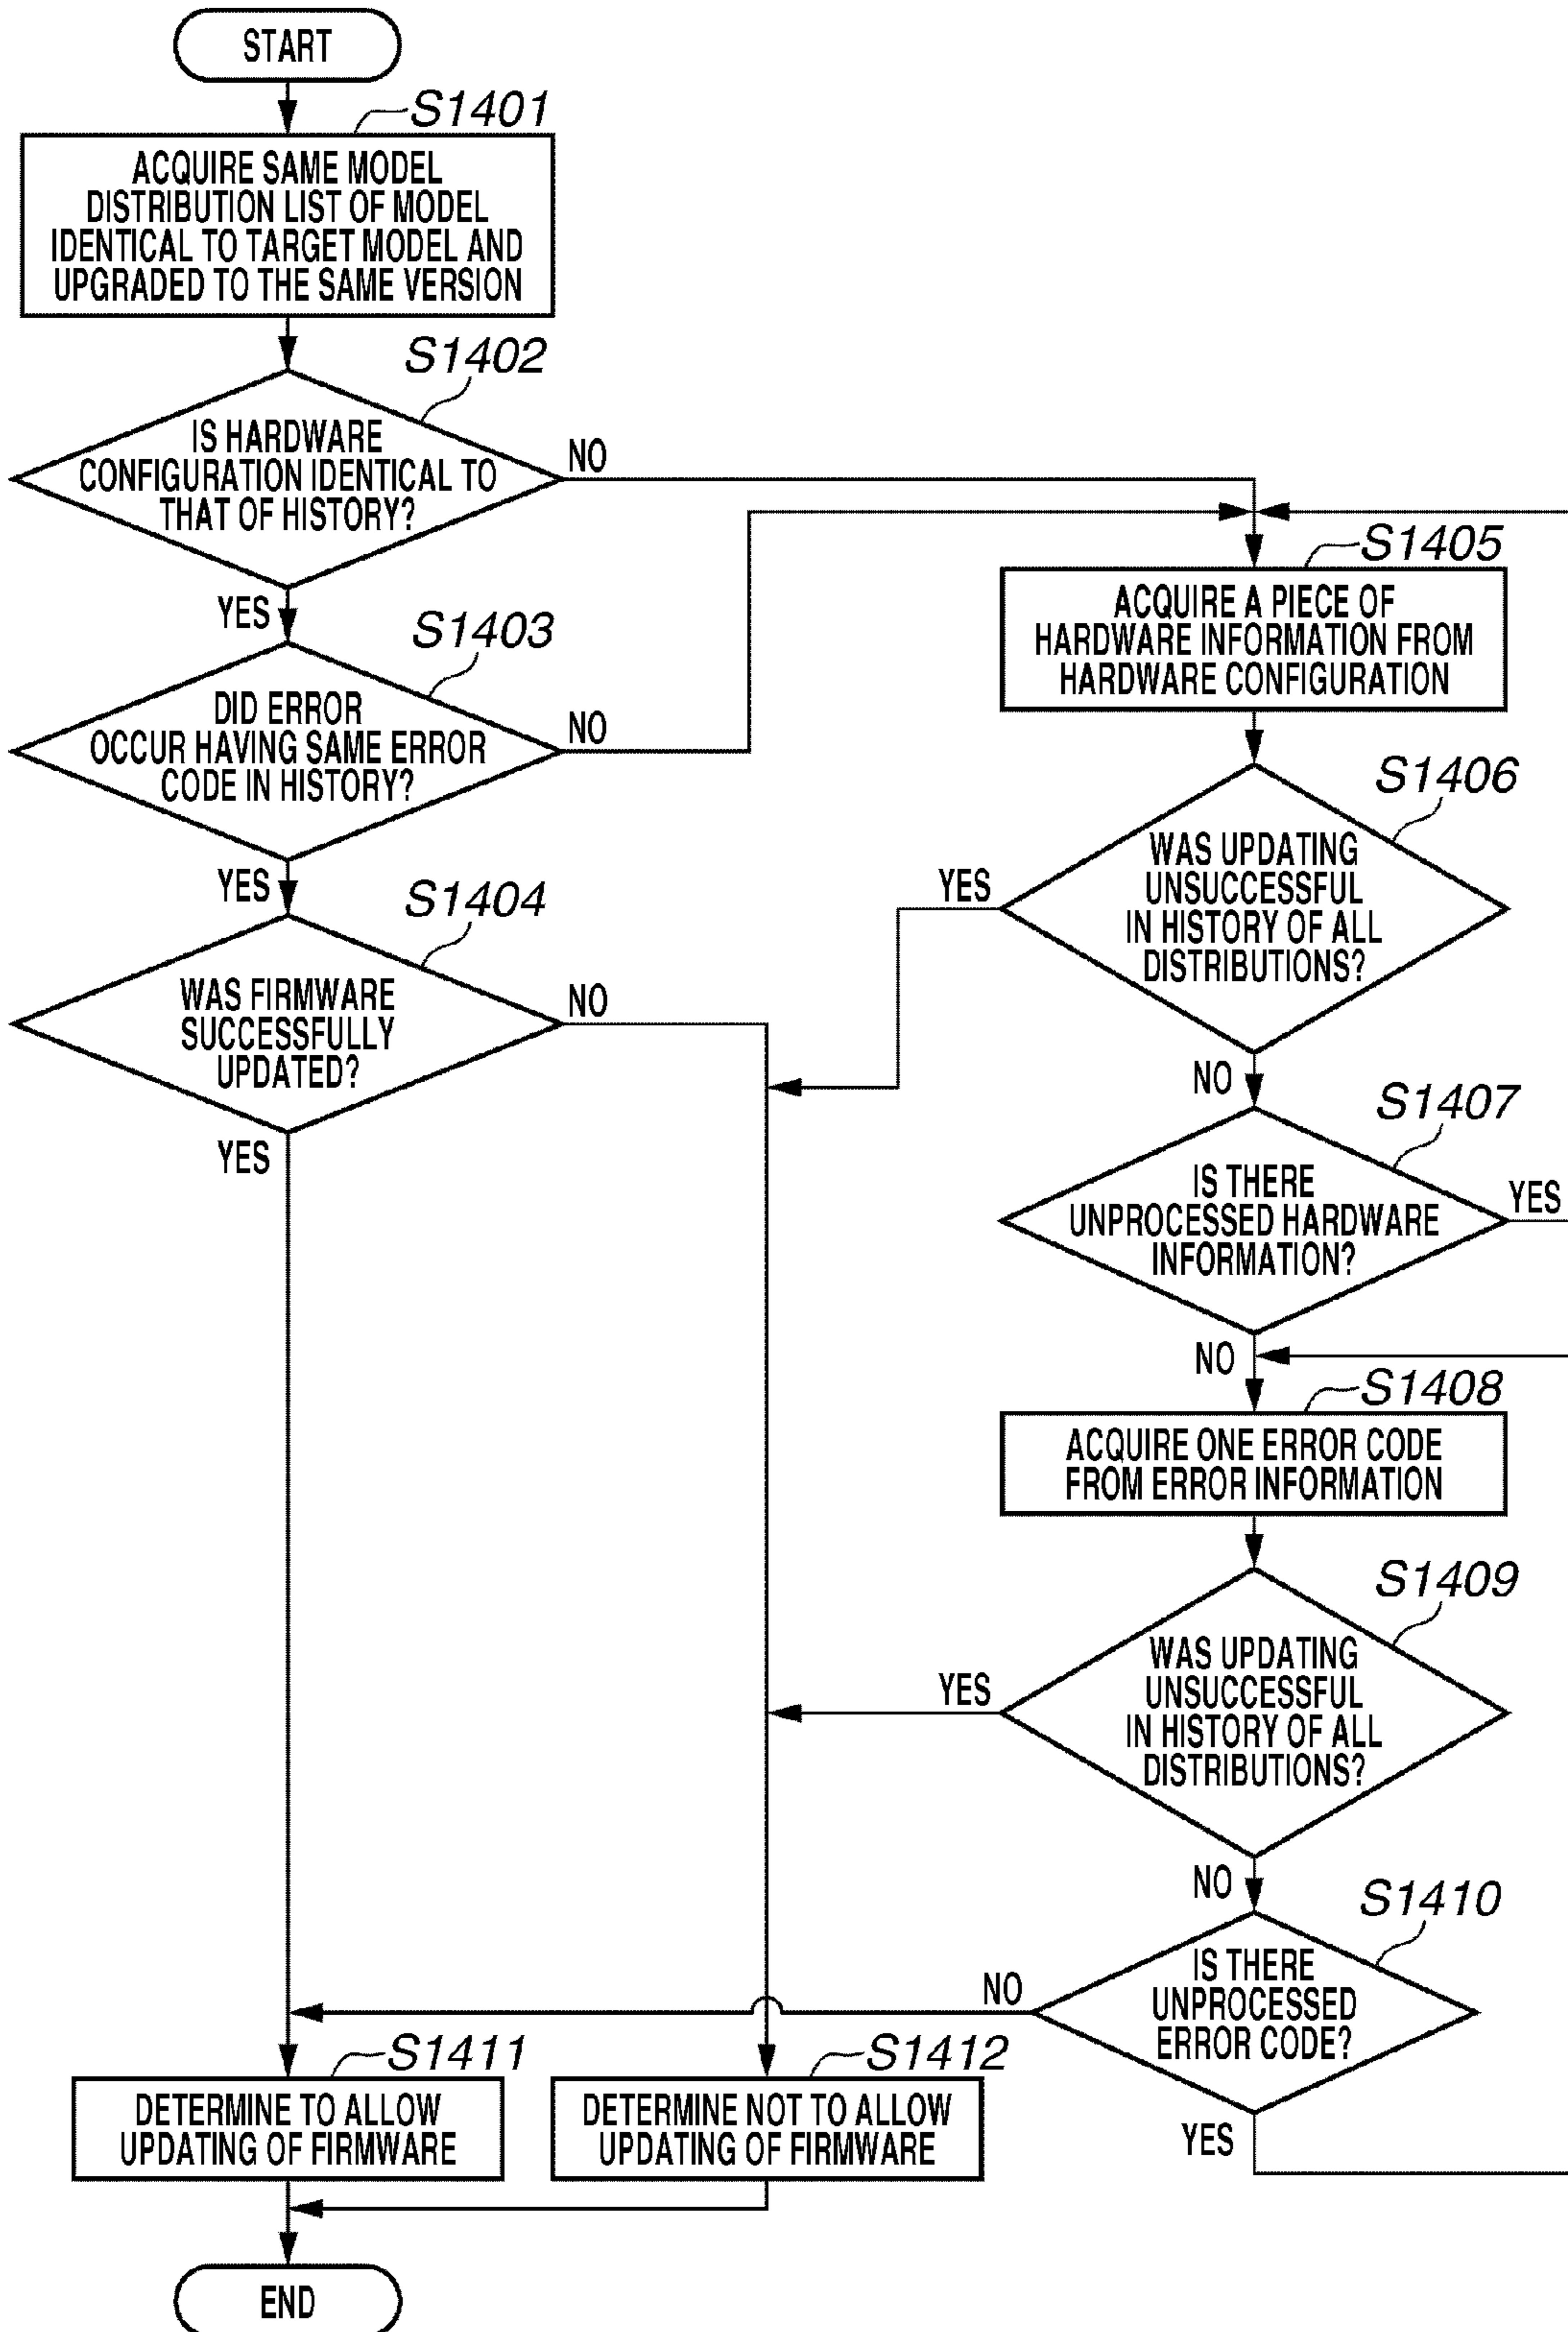 START
S1401
ACQUIRE SAME MODEL
DISTRIBUTION LIST OF MODEL
IDENTICAL TO TARGET MODEL AND
UPGRADED TO THE SAME VERSION
S1402
IS HARDWARE
CONFIGURATION IDENTICAL TO
THAT OF HISTORY?
NO
YES
S1403
DID ERROR
OCCUR HAVING SAME ERROR
CODE IN HISTORY?
NO
YES
S1404
WAS FIRMWARE
SUCCESSFULLY
UPDATED?
NO
YES
S1405
ACQUIRE A PIECE OF
HARDWARE INFORMATION FROM
HARDWARE CONFIGURATION
S1406
WAS UPDATING
UNSUCCESSFUL
IN HISTORY OF ALL
DISTRIBUTIONS?
YES
NO
S1407
IS THERE
UNPROCESSED HARDWARE
INFORMATION?
YES
NO
S1408
ACQUIRE ONE ERROR CODE
FROM ERROR INFORMATION
S1409
WAS UPDATING
UNSUCCESSFUL
IN HISTORY OF ALL
DISTRIBUTIONS?
YES
NO
S1410
IS THERE
UNPROCESSED
ERROR CODE?
NO
YES
S1411
DETERMINE TO ALLOW
UPDATING OF FIRMWARE
S1412
DETERMINE NOT TO ALLOW
UPDATING OF FIRMWARE
END